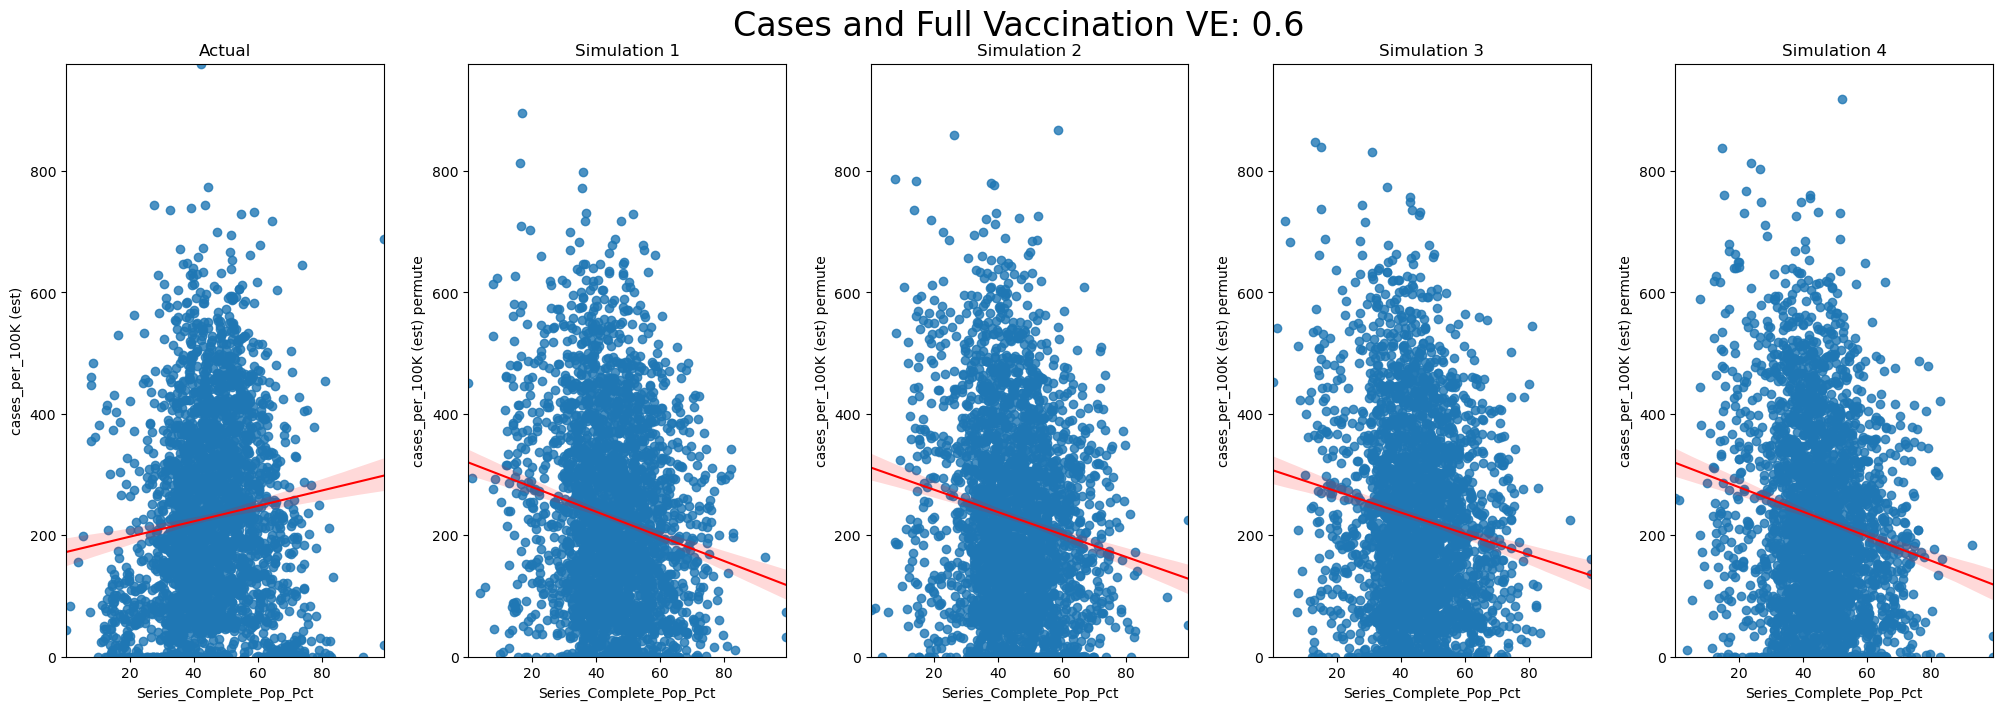 Cases and Full Vaccination VE: 0.6
Actual
Simulation 1
Simulation 2
Simulation 3
Simulation 4
cases_per_100K (est)
800
600
400
200
0
20 40 60 80
Series_Complete_Pop_Pct
cases_per_100K (est) permute
800
600
400
200
0
20 40 60 80
Series_Complete_Pop_Pct
cases_per_100K (est) permute
800
600
400
200
0
20 40 60 80
Series_Complete_Pop_Pct
cases_per_100K (est) permute
800
600
400
200
0
20 40 60 80
Series_Complete_Pop_Pct
cases_per_100K (est) permute
800
600
400
200
0
20 40 60 80
Series_Complete_Pop_Pct